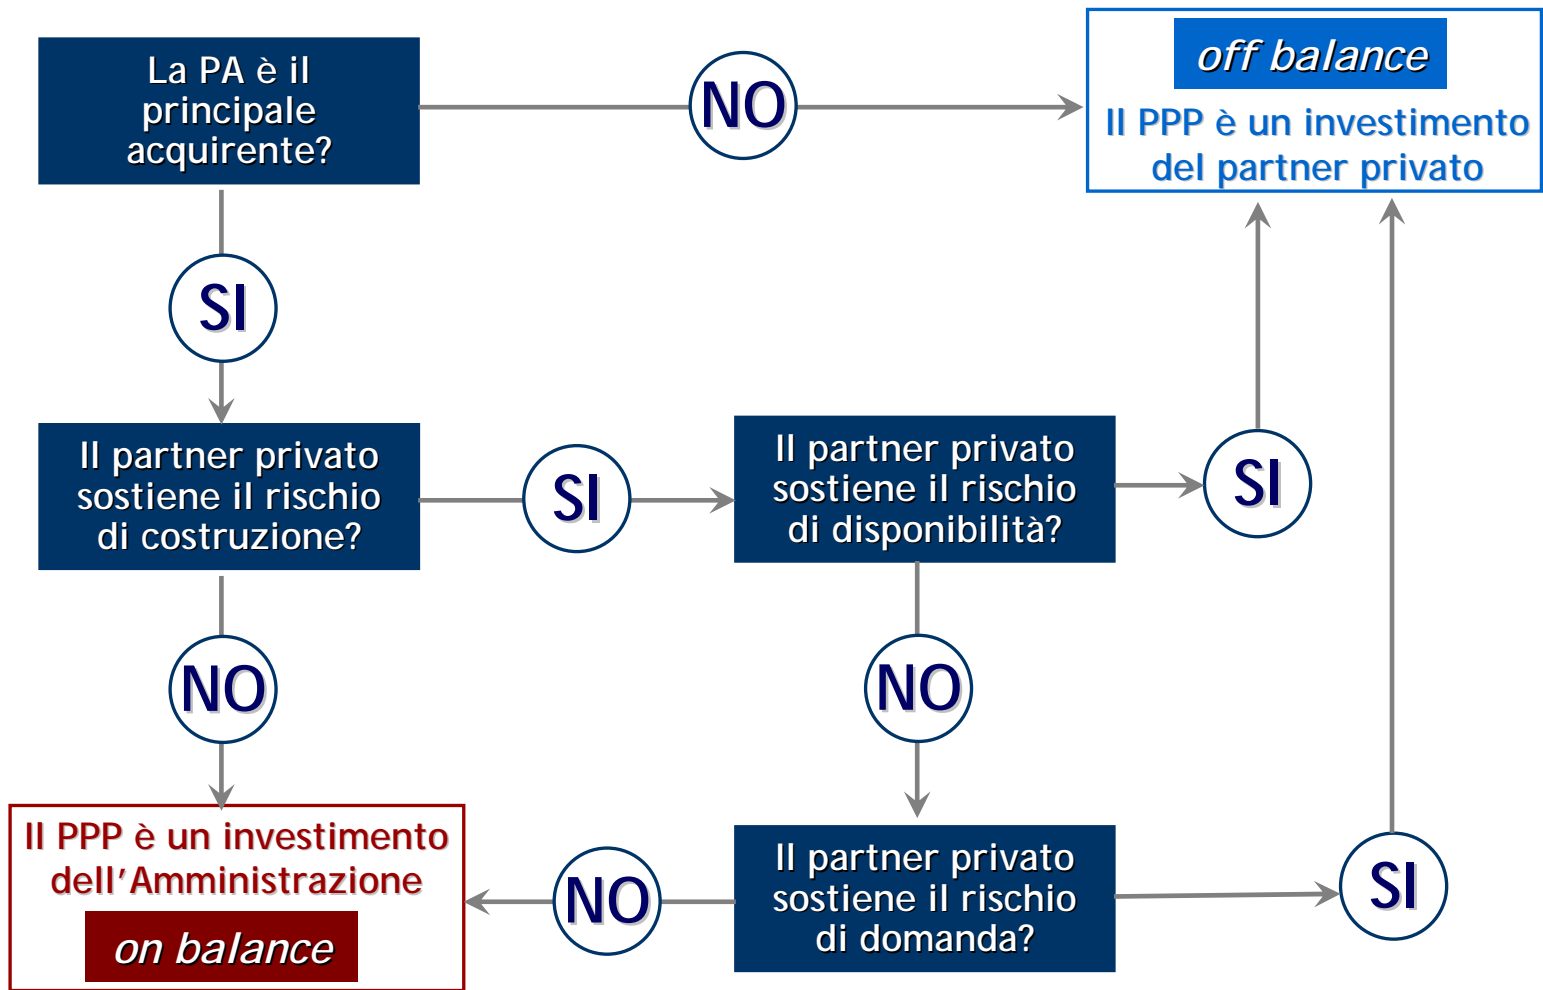 La PA è il
principale
acquirente?
NO
off balance
Il PPP è un investimento
del partner privato
SI
Il partner privato
sostiene il rischio
di costruzione?
SI
Il partner privato
sostiene il rischio
di disponibilità?
SI
NO
NO
Il PPP è un investimento
dell'Amministrazione
on balance
NO
Il partner privato
sostiene il rischio
di domanda?
SI